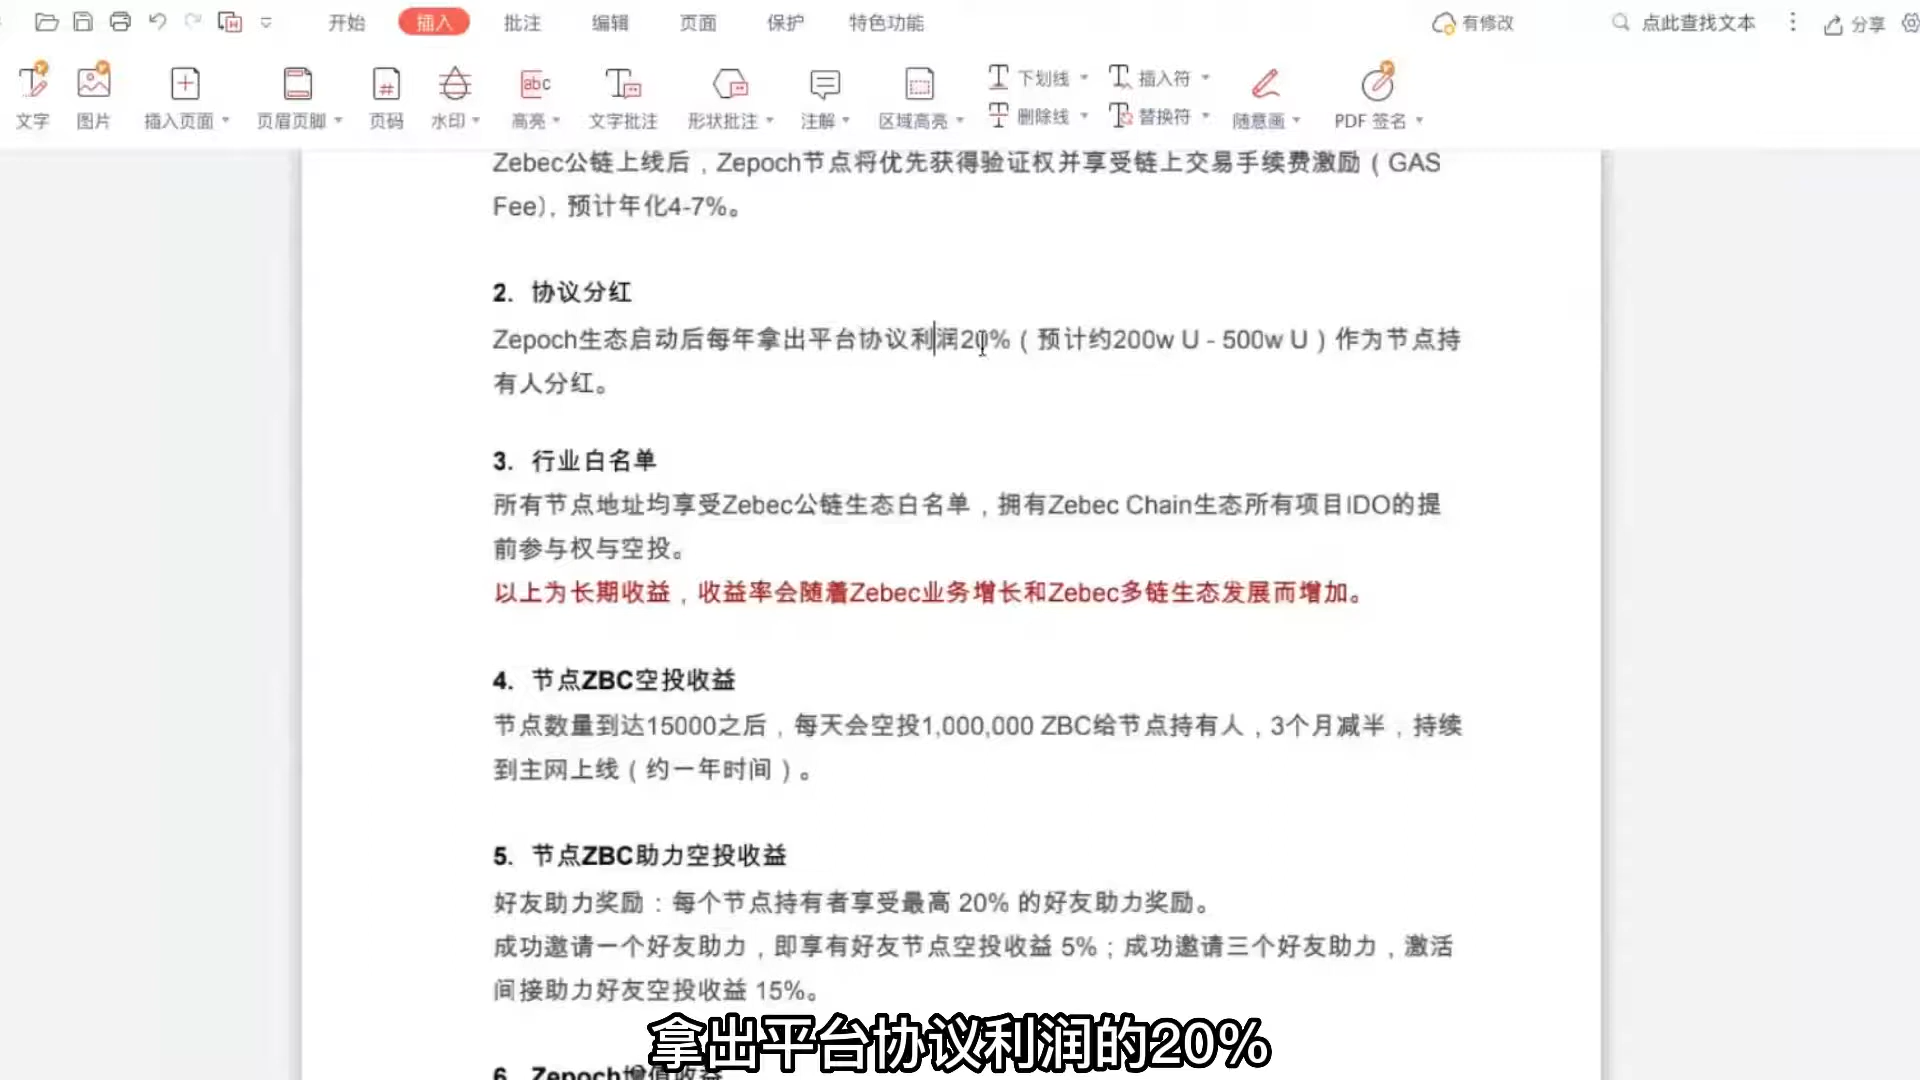 开始 插入 批注 编辑 页面 保护 特色功能 有修改 点此查找文本 分享
下划线 插入符
删除线 替换符
文字 图片 插入页面 页眉页脚 页码 水印 高亮 文字批注 形状批注 注解 区域高亮 随意画 PDF 签名
Zebec公链上线后，Zepoch节点将优先获得验证权并享受链上交易手续费激励（GAS
Fee), 预计年化4-7%。
2. 协议分红
Zepoch生态启动后每年拿出平台协议利润20%（预计约200w U - 500w U）作为节点持
有人分红。
3. 行业白名单
所有节点地址均享受Zebec公链生态白名单，拥有Zebec Chain生态所有项目IDO的提
前参与权与空投。
以上为长期收益，收益率会随着Zebec业务增长和Zebec多链生态发展而增加。
4. 节点ZBC空投收益
节点数量到达15000之后，每天会空投1,000,000 ZBC给节点持有人，3个月减半，持续
到主网上线（约一年时间）。
5. 节点ZBC助力空投收益
好友助力奖励：每个节点持有者享受最高 20% 的好友助力奖励。
成功邀请一个好友助力，即享有好友节点空投收益 5%；成功邀请三个好友助力，激活
间接助力好友空投收益 15%。
拿出平台协议利润的20%
6. Zepoch增值收益